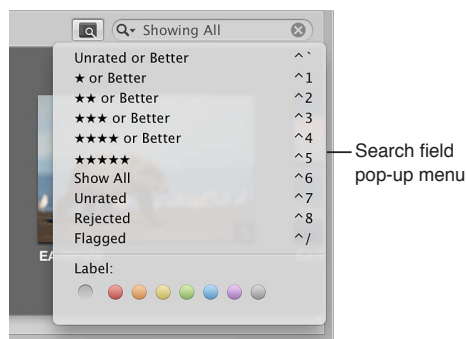 Showing All
Unrated or Better ^`
★ or Better ^1
★★ or Better ^2
★★★ or Better ^3
★★★★ or Better ^4
★★★★★ ^5
Show All ^6
Unrated ^7
Rejected ^8
Flagged ^/
Label:
Search field
pop-up menu